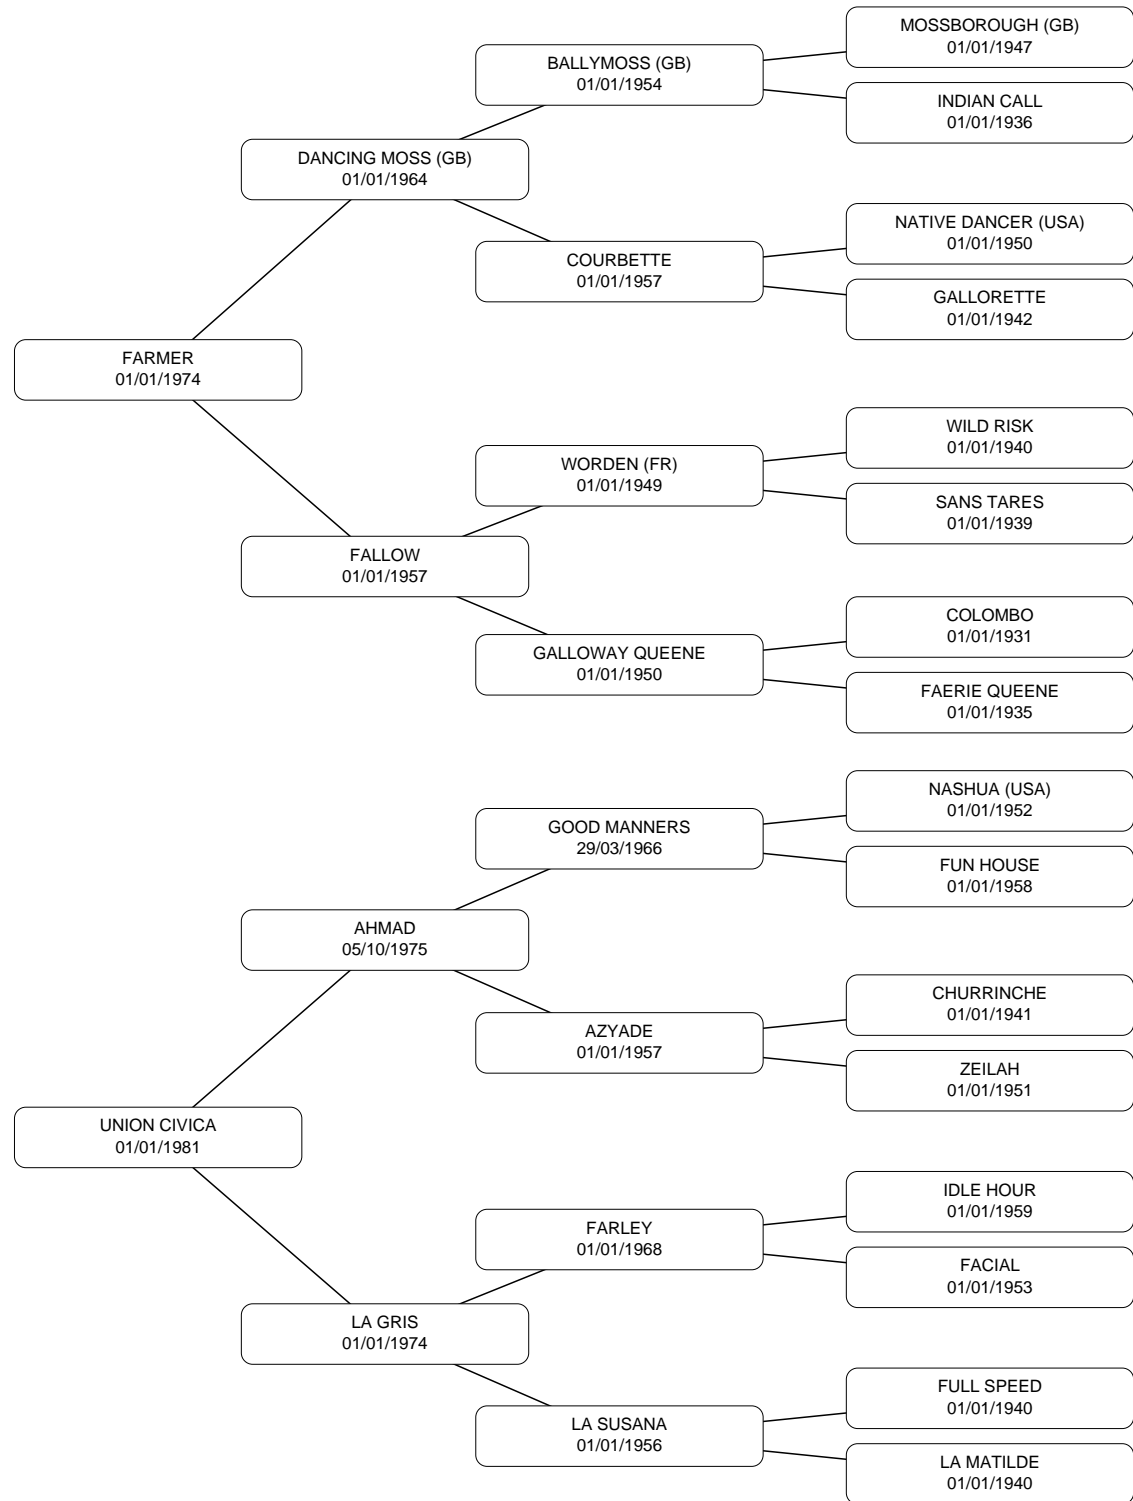 MOSSBOROUGH (GB)
01/01/1947
BALLYMOSS (GB)
01/01/1954
INDIAN CALL
01/01/1936
DANCING MOSS (GB)
01/01/1964
NATIVE DANCER (USA)
01/01/1950
COURBETTE
01/01/1957
GALLORETTE
01/01/1942
FARMER
01/01/1974
WILD RISK
01/01/1940
WORDEN (FR)
01/01/1949
SANS TARES
01/01/1939
FALLOW
01/01/1957
COLOMBO
01/01/1931
GALLOWAY QUEENE
01/01/1950
FAERIE QUEENE
01/01/1935
NASHUA (USA)
01/01/1952
GOOD MANNERS
29/03/1966
FUN HOUSE
01/01/1958
AHMAD
05/10/1975
CHURRINCHE
01/01/1941
AZYADE
01/01/1957
ZEILAH
01/01/1951
UNION CIVICA
01/01/1981
IDLE HOUR
01/01/1959
FARLEY
01/01/1968
FACIAL
01/01/1953
LA GRIS
01/01/1974
FULL SPEED
01/01/1940
LA SUSANA
01/01/1956
LA MATILDE
01/01/1940